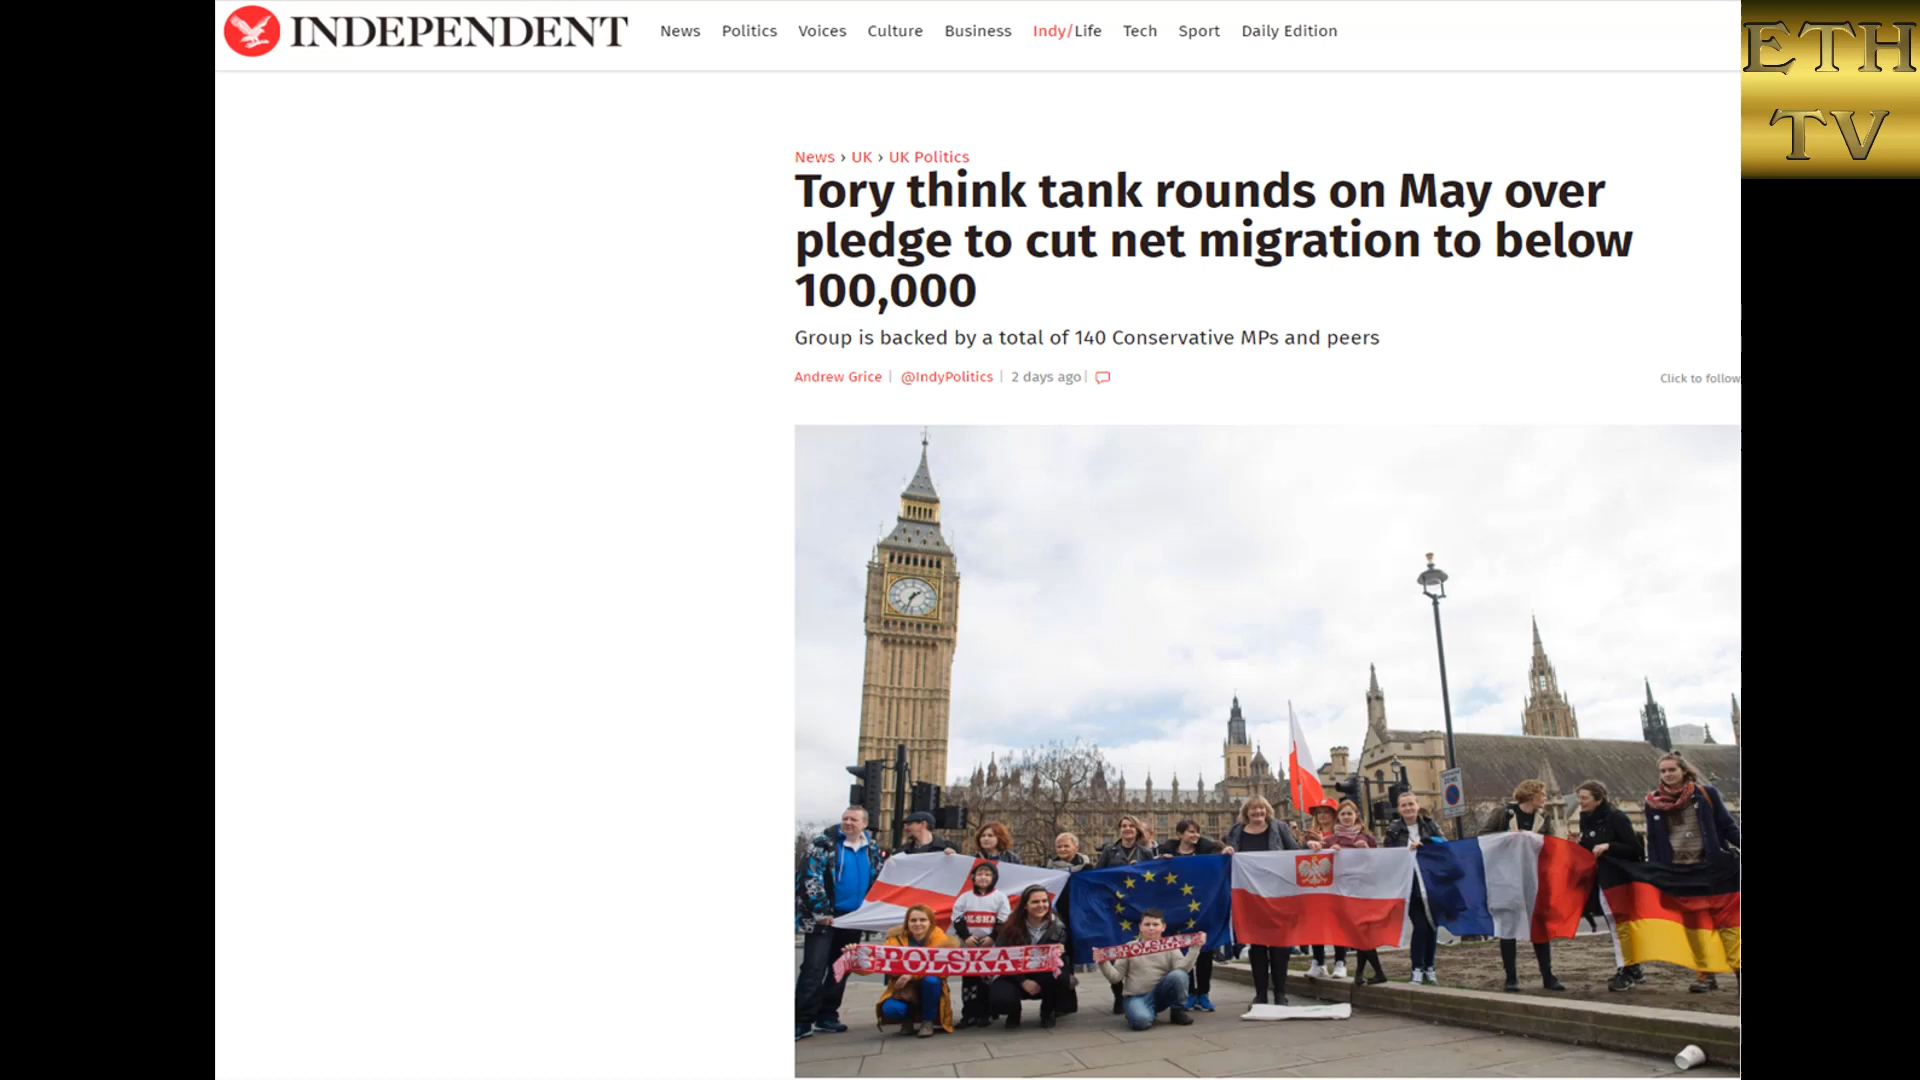 INDEPENDENT
News Politics Voices Culture Business Indy/Life Tech Sport Daily Edition
ETH
TV
News › UK › UK Politics
Tory think tank rounds on May over
pledge to cut net migration to below
100,000
Group is backed by a total of 140 Conservative MPs and peers
Andrew Grice | @IndyPolitics | 2 days ago |
Click to follow
POLSKA
POLSKA
POLSKA